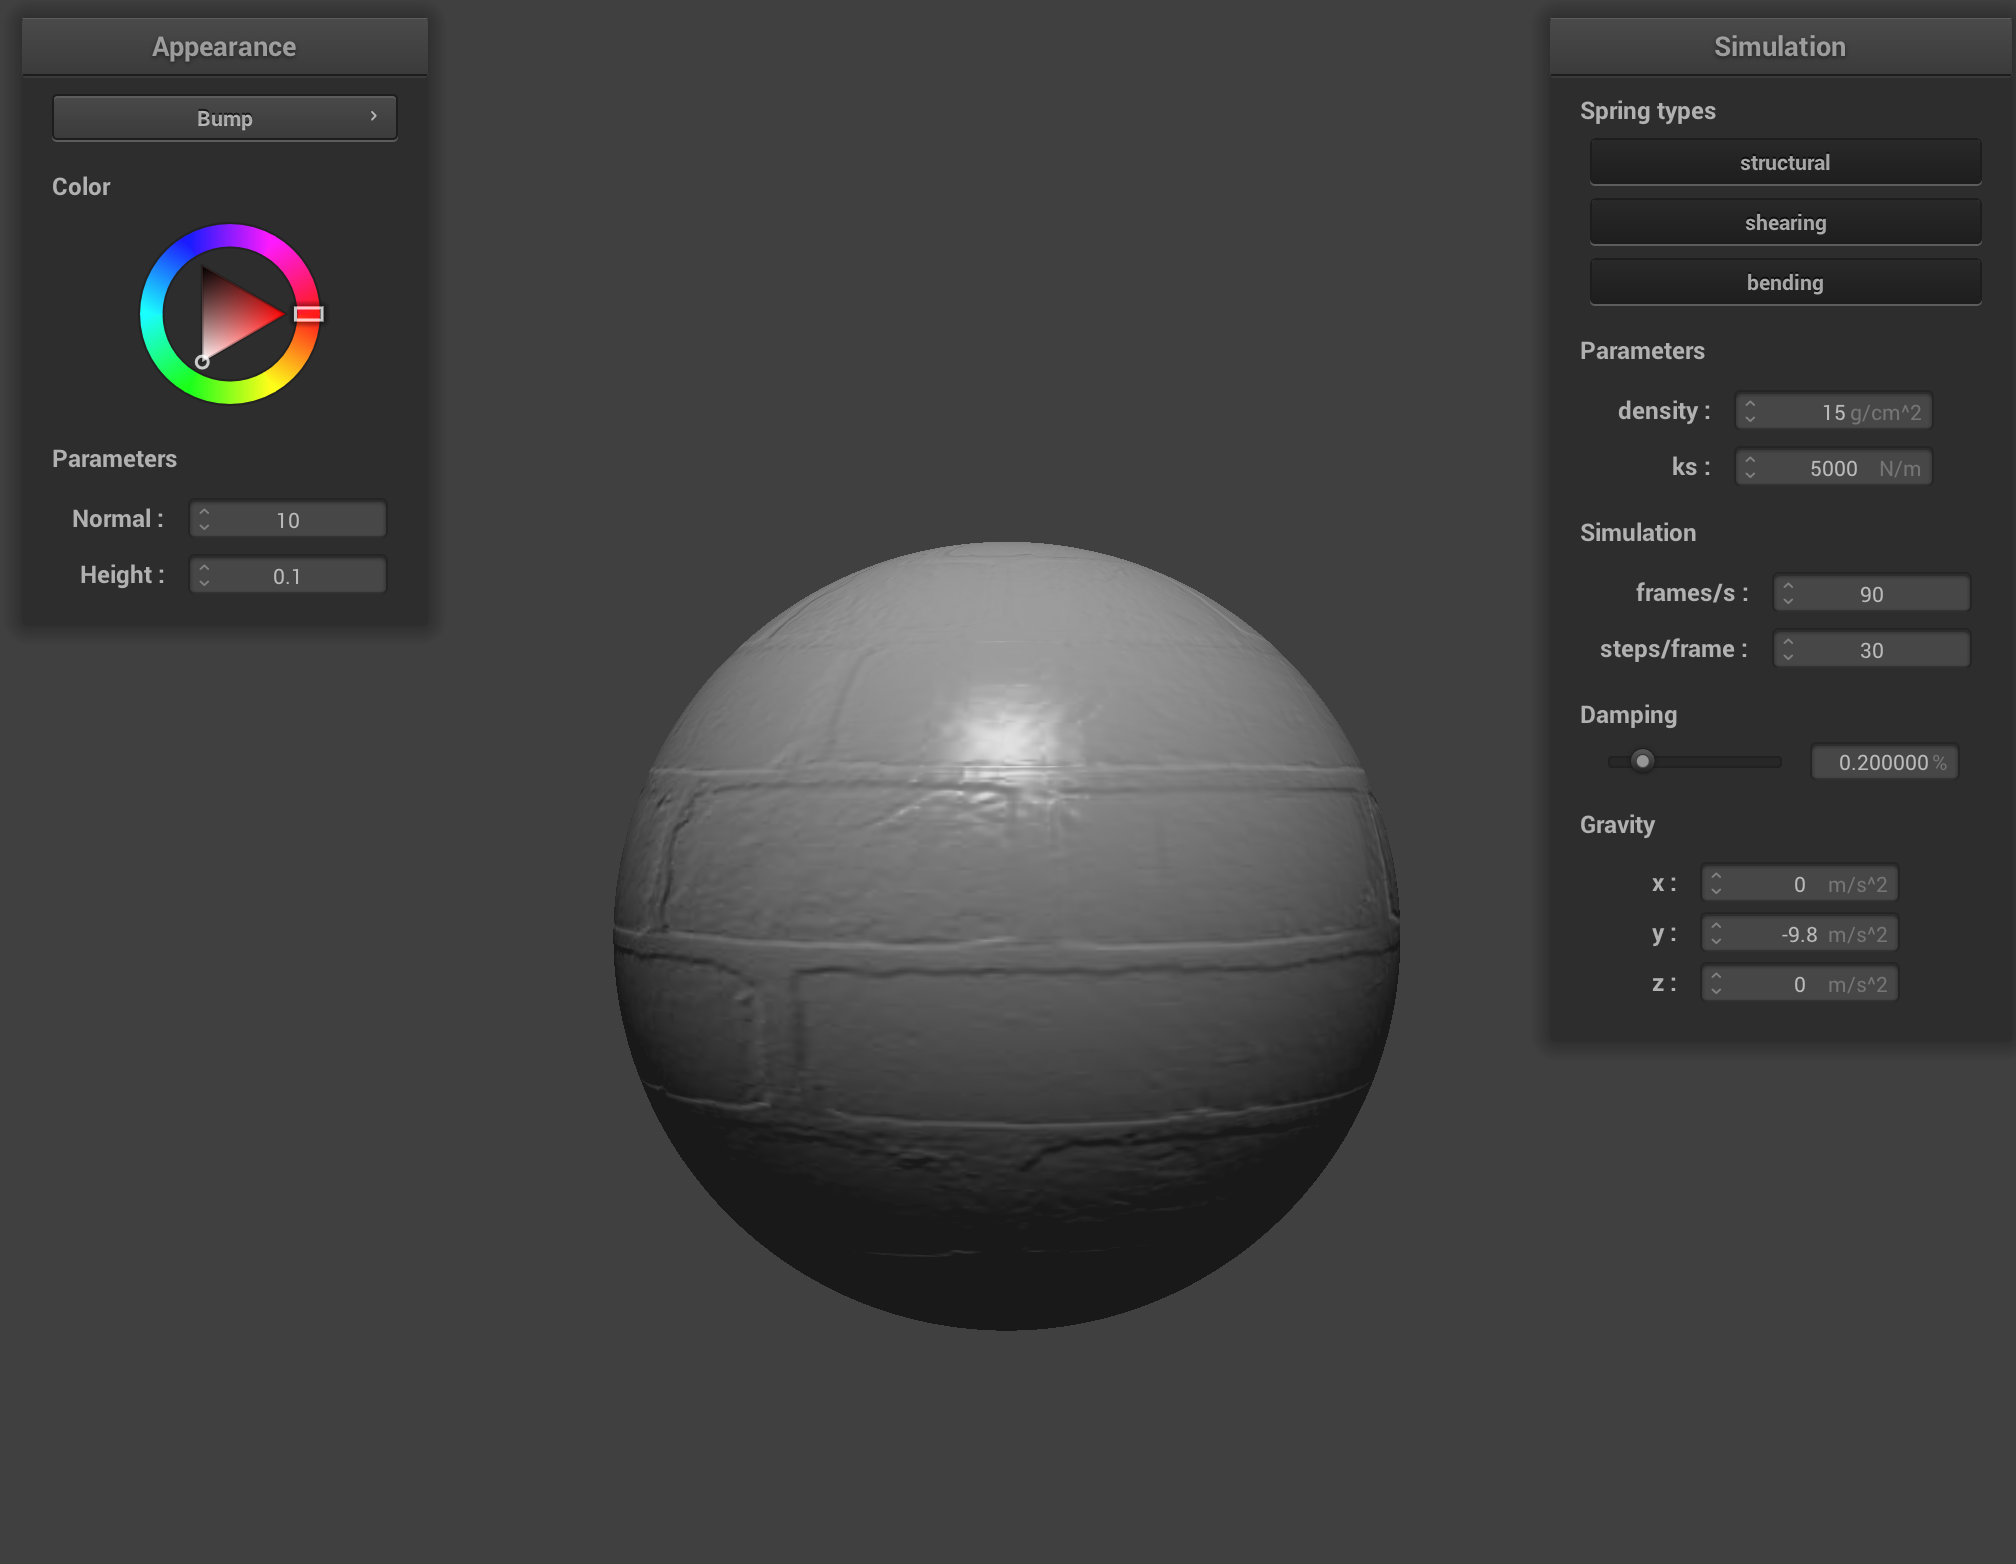 Appearance
Bump
Color
Parameters
Normal : 10
Height : 0.1
Simulation
Spring types
structural
shearing
bending
Parameters
density : 15 g/cm^2
ks : 5000 N/m
Simulation
frames/s : 90
steps/frame : 30
Damping
0.200000 %
Gravity
x : 0 m/s^2
y : -9.8 m/s^2
z : 0 m/s^2